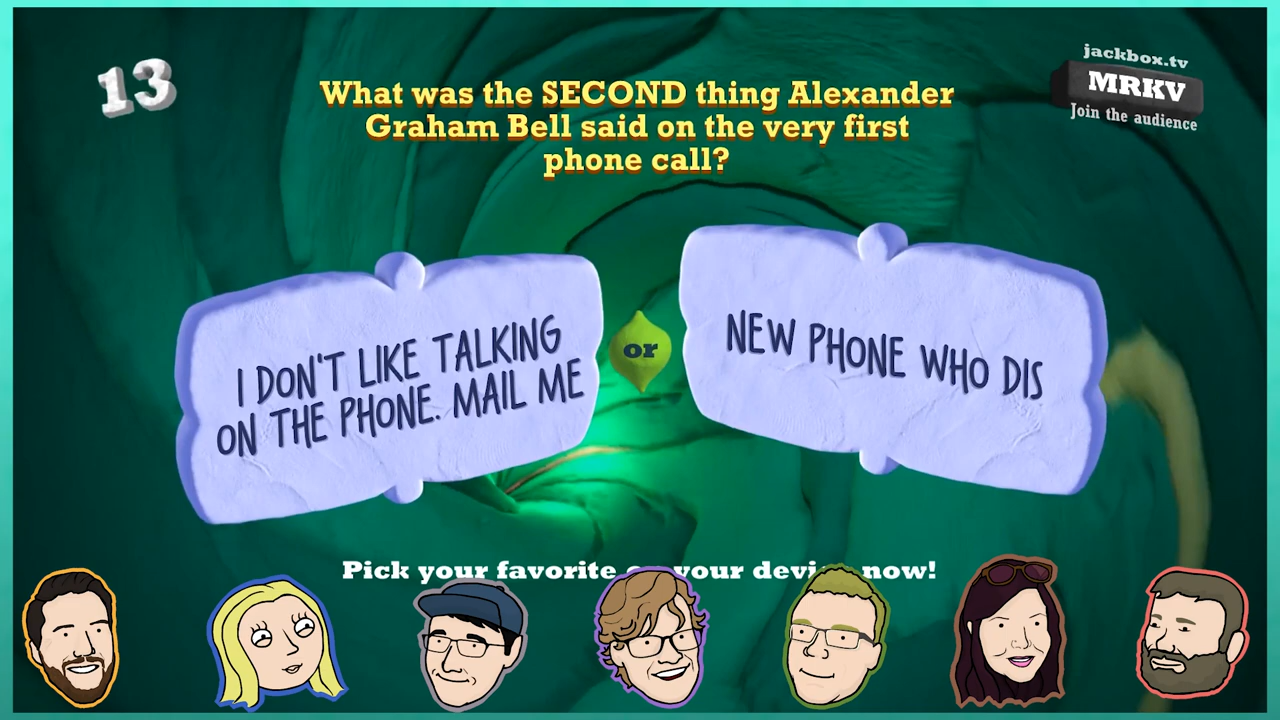 13
jackbox.tv
MRKV
Join the audience
What was the SECOND thing Alexander
Graham Bell said on the very first
phone call?
I DON'T LIKE TALKING
ON THE PHONE. MAIL ME
or
NEW PHONE WHO DIS
Pick your favorite on your device now!